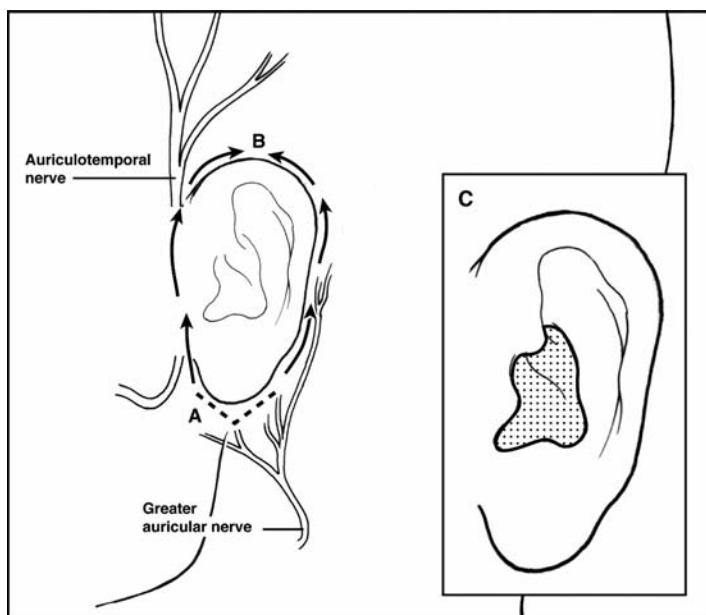 B
Auriculotemporal
nerve
C
A
Greater
auricular nerve